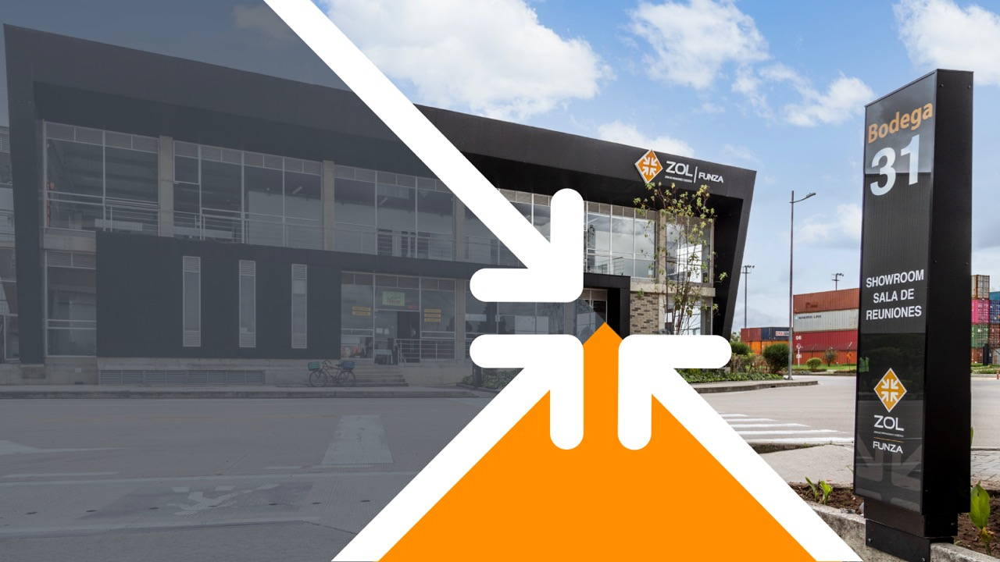 ZOL FUNZA
Bodega
31
SHOWROOM
SALA DE
REUNIONES
ZOL
FUNZA